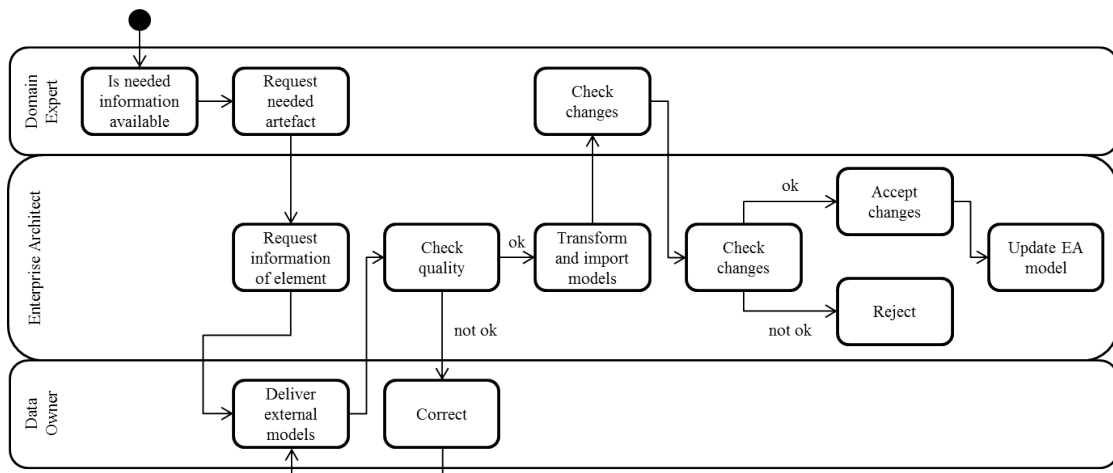 Domain
Expert
Is needed
information
available
Request
needed
artefact
Check
changes
Enterprise Architect
Request
information
of element
Check
quality
ok
Transform
and import
models
Check
changes
ok
Accept
changes
Update EA
model
not ok
Reject
not ok
Data
Owner
Deliver
external
models
Correct